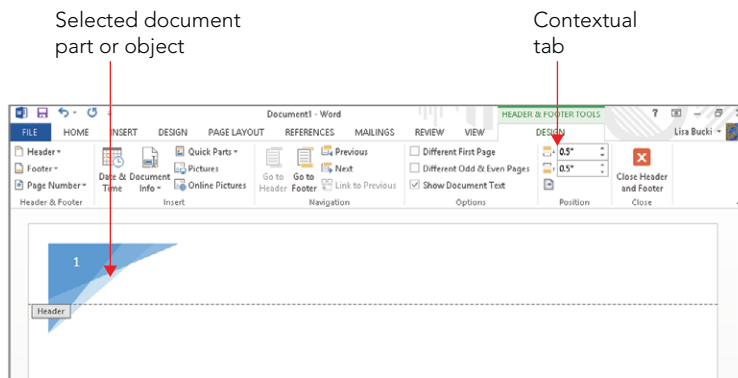 Selected document
part or object
Contextual
tab
Document1 - Word
HEADER & FOOTER TOOLS
FILE HOME INSERT DESIGN PAGE LAYOUT REFERENCES MAILINGS REVIEW VIEW DESIGN Lisa Bucki
Header
Footer
Page Number
Header & Footer
Date &
Time
Document
Info
Quick Parts
Pictures
Online Pictures
Insert
Go to
Header
Go to
Footer
Previous
Next
Link to Previous
Navigation
Different First Page
Different Odd & Even Pages
Show Document Text
Options
0.5"
0.5"
Position
Close Header
and Footer
Close
1
Header